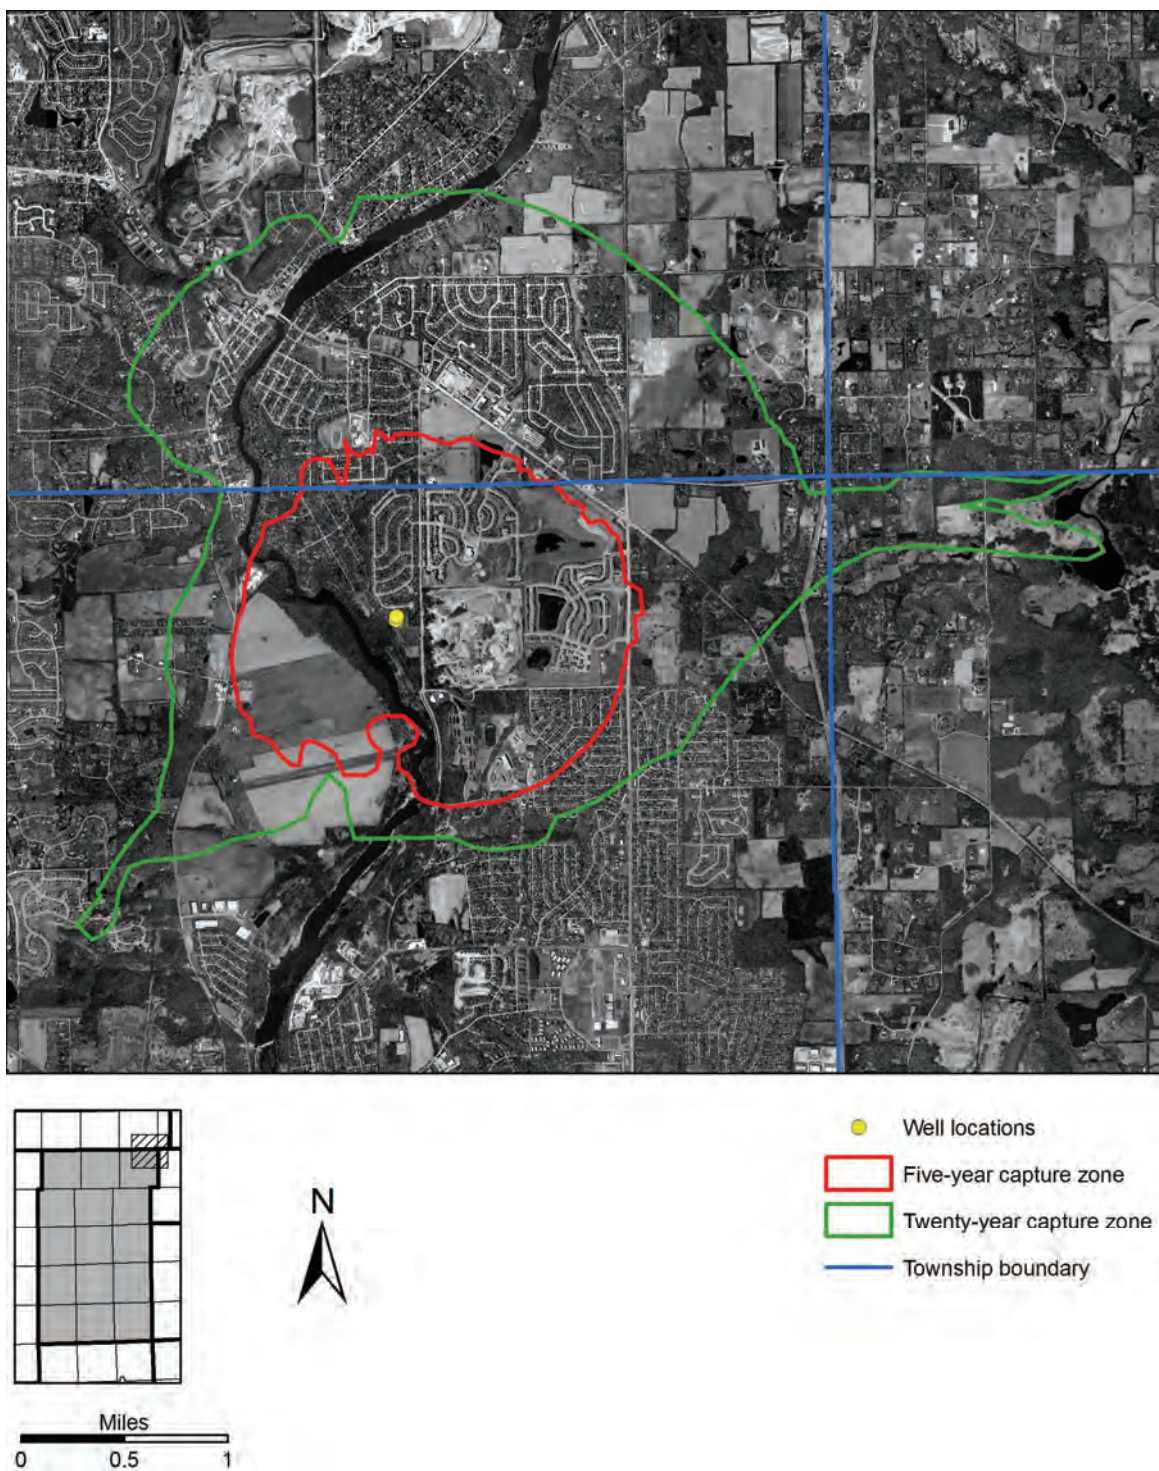 Well locations
Five-year capture zone
N
Twenty-year capture zone
Township boundary
Miles
0 0.5 1